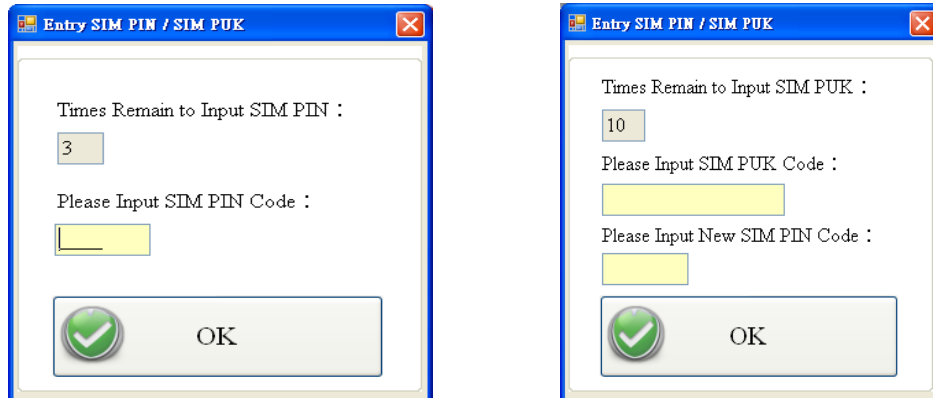 Entry SIM PIN / SIM PUK
Times Remain to Input SIM PIN：
3
Please Input SIM PIN Code：
OK
Entry SIM PIN / SIM PUK
Times Remain to Input SIM PUK：
10
Please Input SIM PUK Code：
Please Input New SIM PIN Code：
OK